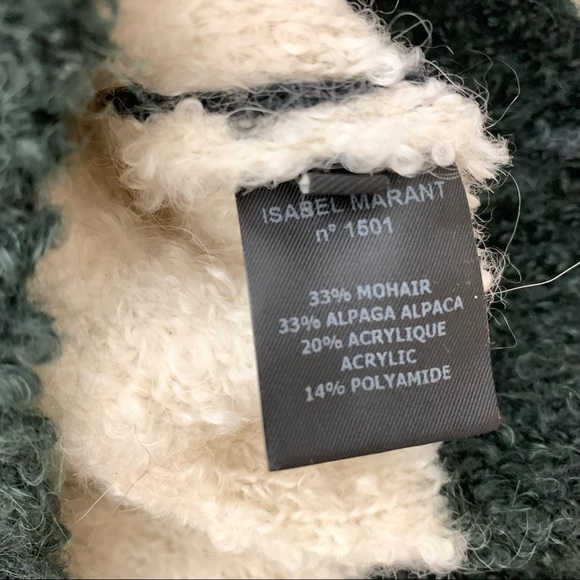 ISABEL MARANT
n° 1501
33% MOHAIR
33% ALPAGA ALPACA
20% ACRYLIQUE
ACRYLIC
14% POLYAMIDE